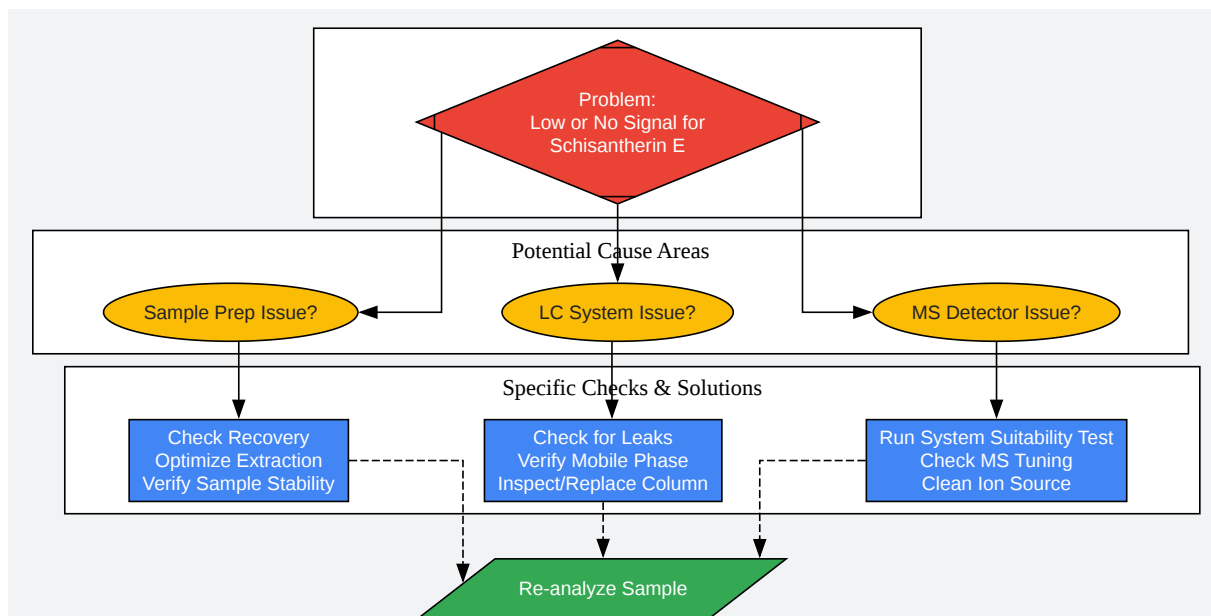 Problem:
Low or No Signal for
Schisantherin E
Potential Cause Areas
Sample Prep Issue?
LC System Issue?
MS Detector Issue?
Specific Checks & Solutions
Check Recovery
Optimize Extraction
Verify Sample Stability
Check for Leaks
Verify Mobile Phase
Inspect/Replace Column
Run System Suitability Test
Check MS Tuning
Clean Ion Source
Re-analyze Sample